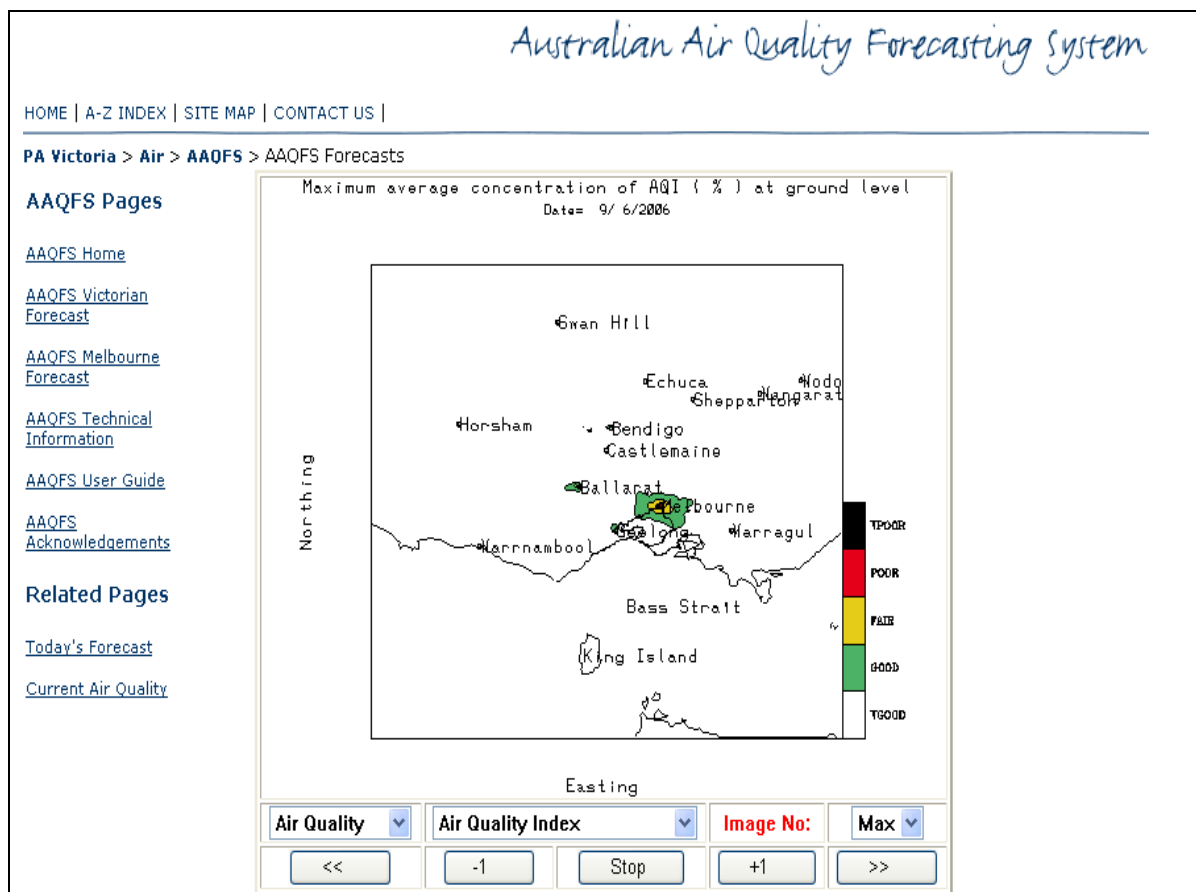 Australian Air Quality Forecasting System
HOME | A-Z INDEX | SITE MAP | CONTACT US |
PA Victoria > Air > AAQFS > AAQFS Forecasts
AAQFS Pages
AAQFS Home
AAQFS Victorian
Forecast
AAQFS Melbourne
Forecast
AAQFS Technical
Information
AAQFS User Guide
AAQFS
Acknowledgements
Related Pages
Today's Forecast
Current Air Quality
Maximum average concentration of AQI ( % ) at ground level
Date= 9/ 6/2006
Northing
Swan Hill
Echuca
Wodo
Shepparton
Wangarat
Horsham
Bendigo
Castlemaine
Ballarat
Melbourne
Geelong
Warragul
Warrnambool
Bass Strait
King Island
VPOOR
POOR
FAIR
GOOD
VGOOD
Easting
Air Quality
Air Quality Index
Image No:
Max
<<
-1
Stop
+1
>>